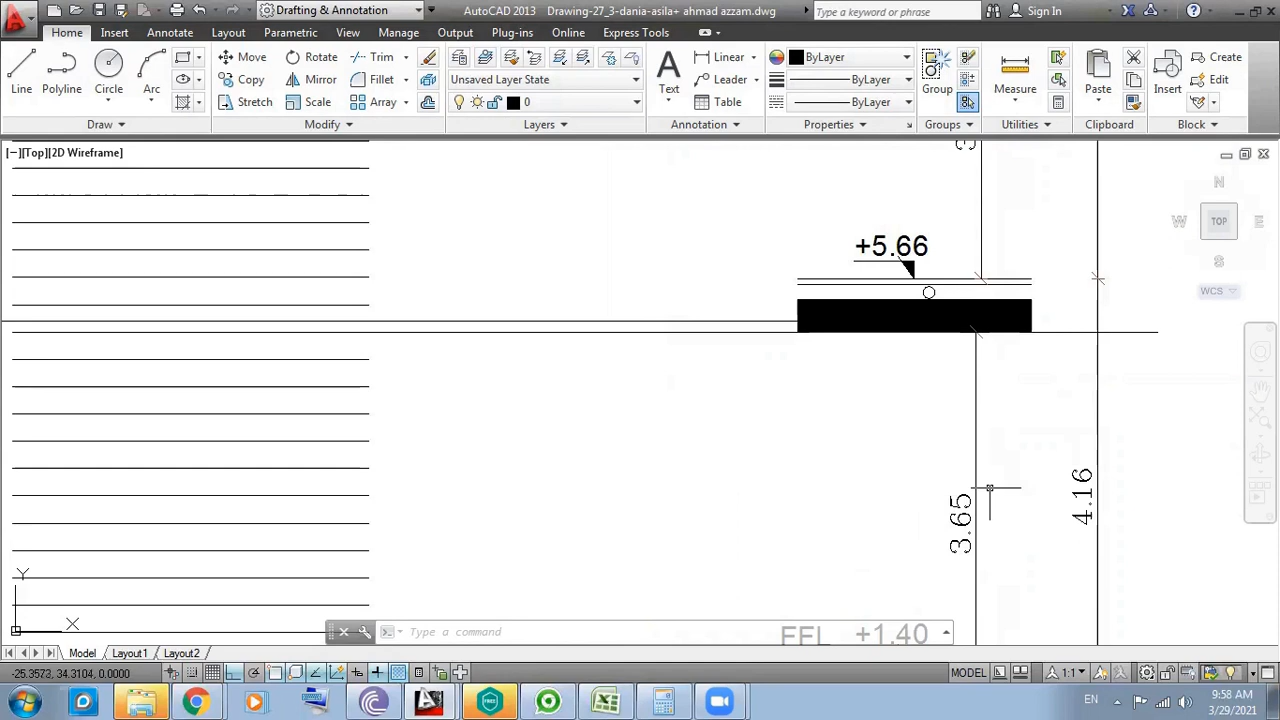 Drafting & Annotation
AutoCAD 2013 Drawing-27_3-dania-asila+ ahmad azzam.dwg
Type a keyword or phrase
Sign In
Home Insert Annotate Layout Parametric View Manage Output Plug-ins Online Express Tools
Line Polyline Circle Arc
Move Rotate Trim
Copy Mirror Fillet
Stretch Scale Array
Unsaved Layer State
0
Text
Linear
Leader
Table
ByLayer
ByLayer
ByLayer
Group
Measure
Paste
Insert
Create
Edit
Draw Modify Layers Annotation Properties Groups Utilities Clipboard Block
[−][Top][2D Wireframe]
3
N
W TOP E
S
WCS
+5.66
3.65
4.16
Y
X
Type a command
FFL +1.40
Model Layout1 Layout2
-25.3572, 34.3104, 0.0000
MODEL
1:1
FREE
EN
9:58 AM
3/29/2021